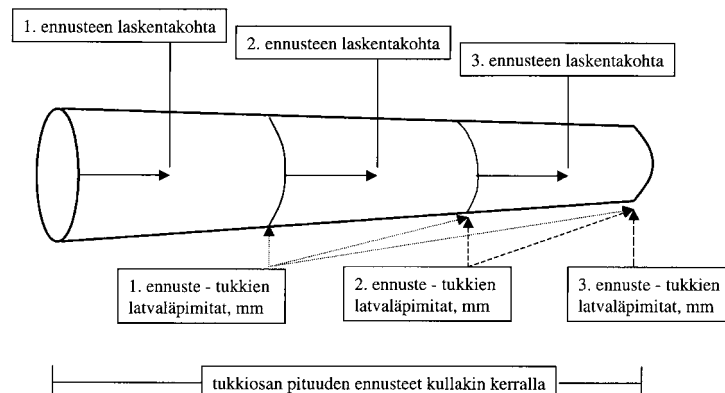 1. ennusteen laskentakohta
2. ennusteen laskentakohta
3. ennusteen laskentakohta
1. ennuste - tukkien
latvaläpimitat, mm
2. ennuste - tukkien
latvaläpimitat, mm
3. ennuste - tukkien
latvaläpimitat, mm
tukkiosan pituuden ennusteet kullakin kerralla